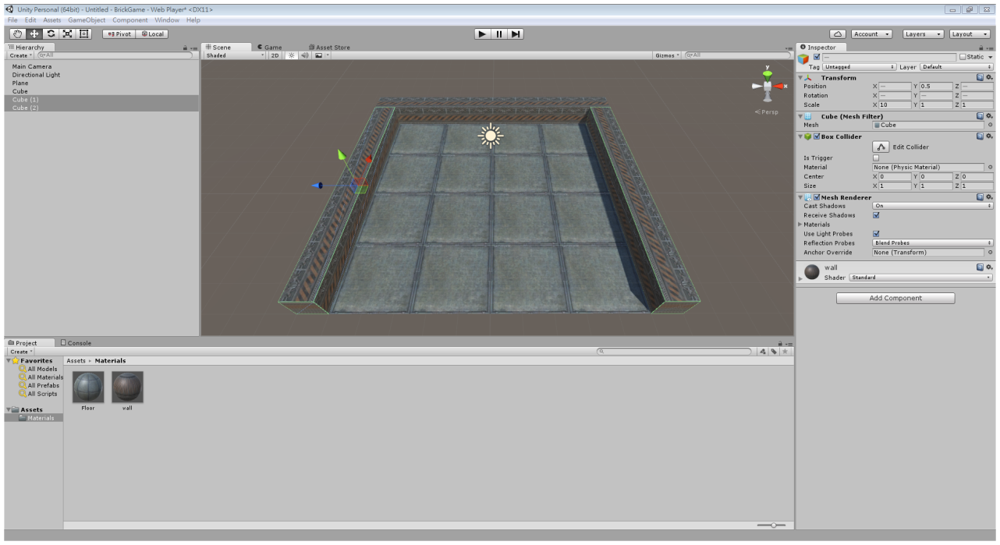 Unity Personal (64bit) - Untitled - BrickGame - Web Player* <DX11>
File Edit Assets GameObject Component Window Help
Pivot Local Account Layers Layout
Hierarchy
Create All
Main Camera
Directional Light
Plane
Cube
Cube (1)
Cube (2)
Scene Game Asset Store
Shaded 2D Gizmos All
y
x
Persp
Inspector
— Static
Tag Untagged Layer Default
Transform
Position X — Y 0.5 Z —
Rotation X — Y — Z —
Scale X 10 Y 1 Z 1
Cube (Mesh Filter)
Mesh Cube
Box Collider
Edit Collider
Is Trigger
Material None (Physic Material)
Center X 0 Y 0 Z 0
Size X 1 Y 1 Z 1
Mesh Renderer
Cast Shadows On
Receive Shadows
Materials
Use Light Probes
Reflection Probes Blend Probes
Anchor Override None (Transform)
wall
Shader Standard
Add Component
Project Console
Create
Favorites
All Models
All Materials
All Prefabs
All Scripts
Assets
Materials
Assets Materials
Floor wall